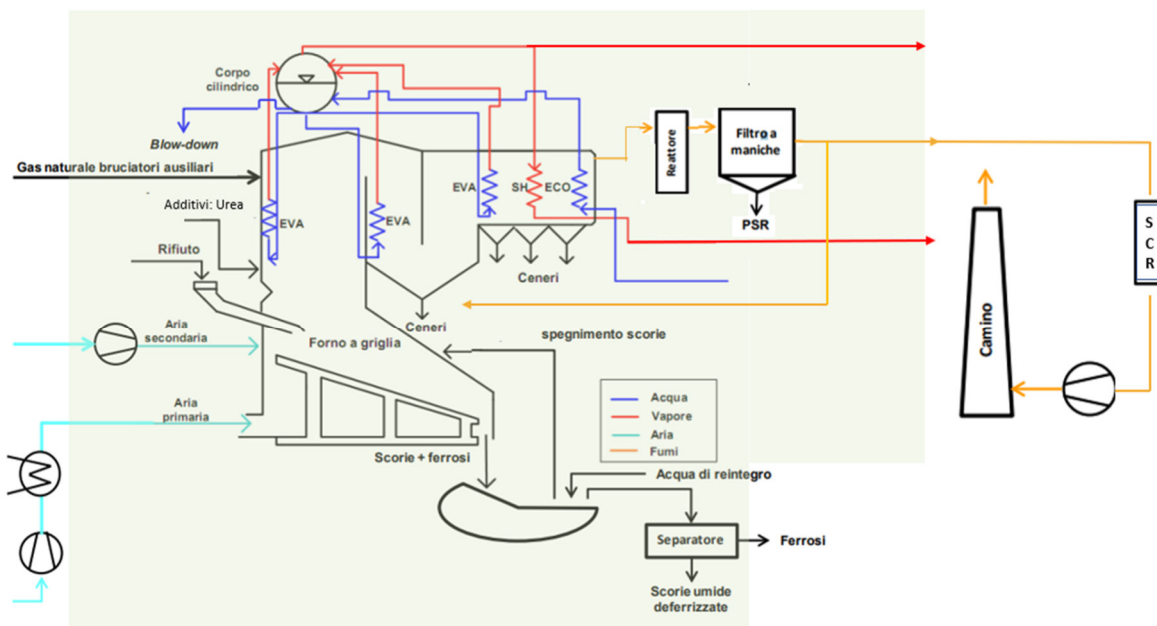 Corpo
cilindrico
Blow-down
Gas naturale bruciatori ausiliari
Additivi: Urea
EVA
EVA
EVA
SH
ECO
Reattore
Filtro a
maniche
PSR
S
C
R
Rifiuto
Ceneri
Ceneri
Aria
secondaria
Forno a griglia
spegnimento scorie
Camino
Aria
primaria
Acqua
Vapore
Aria
Fumi
Scorie + ferrosi
Acqua di reintegro
Separatore
Ferrosi
Scorie umide
deferrizzate